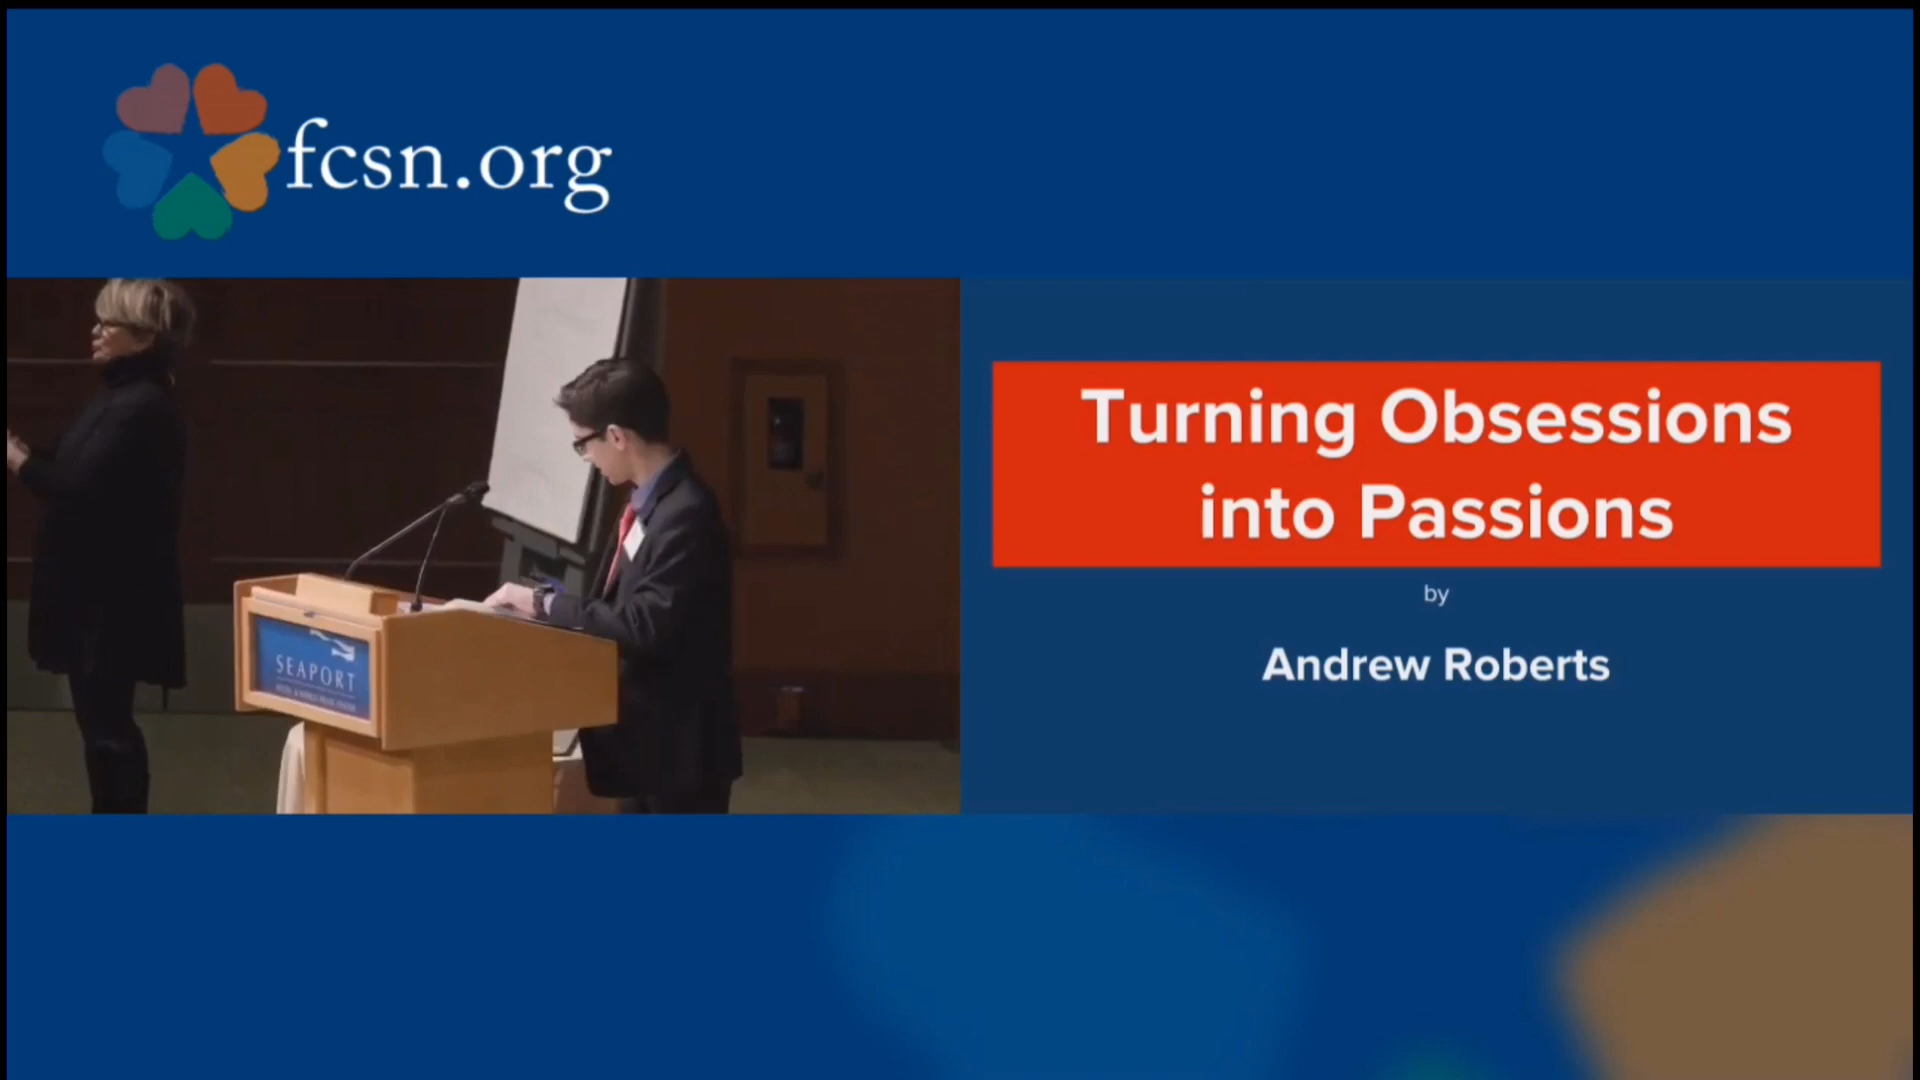 fcsn.org
SEAPORT
Turning Obsessions
into Passions
by
Andrew Roberts